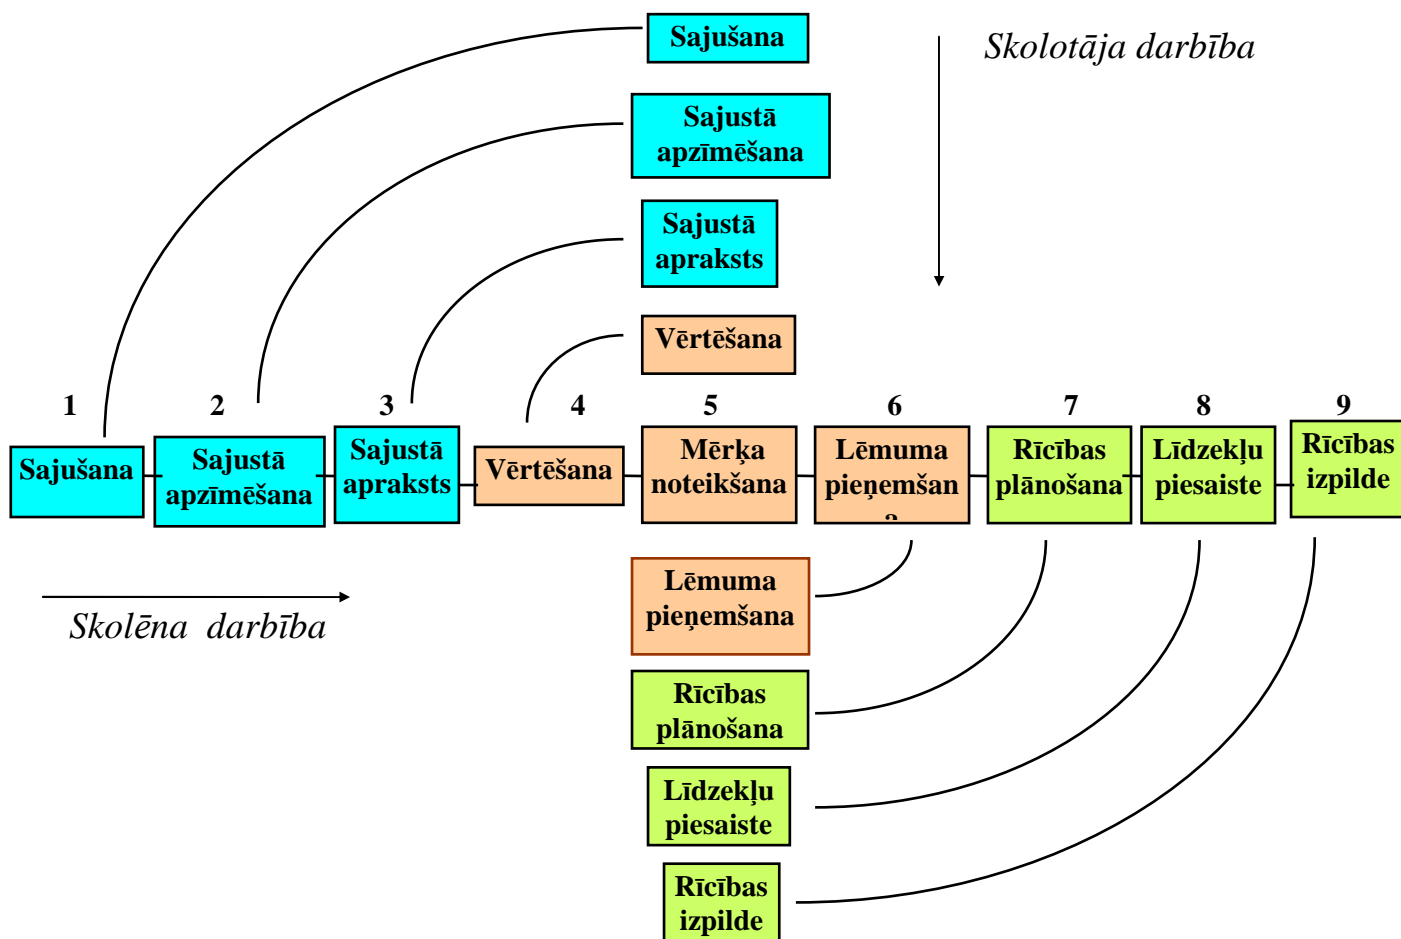 Sajušana
Skolotāja darbība
Sajustā
apzīmēšana
Sajustā
apraksts
Vērtēšana
1 2 3 4 5 6 7 8 9
Sajušana
Sajustā
apzīmēšana
Sajustā
apraksts
Vērtēšana
Mērķa
noteikšana
Lēmuma
pieņemšan
a
Rīcības
plānošana
Līdzekļu
piesaiste
Rīcības
izpilde
Skolēna darbība
Lēmuma
pieņemšana
Rīcības
plānošana
Līdzekļu
piesaiste
Rīcības
izpilde